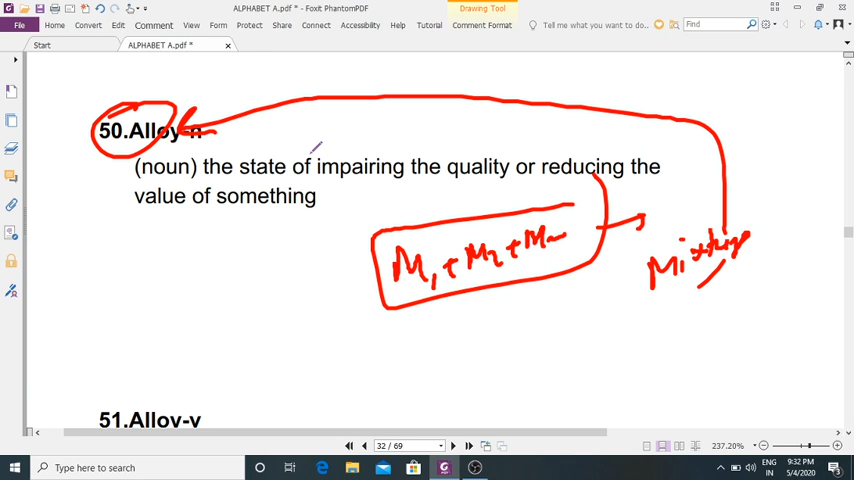 ALPHABET A.pdf * - Foxit PhantomPDF
Drawing Tool
File Home Convert Edit Comment View Form Protect Share Connect Accessibility Help Tutorial Comment Format Tell me what you want to do... Find
Start ALPHABET A.pdf *
50.Alloy-n
(noun) the state of impairing the quality or reducing the
value of something
M1 + M2 + M
51.Alloy-v
32 / 69
237.20%
Type here to search
ENG
IN
9:32 PM
5/4/2020
3